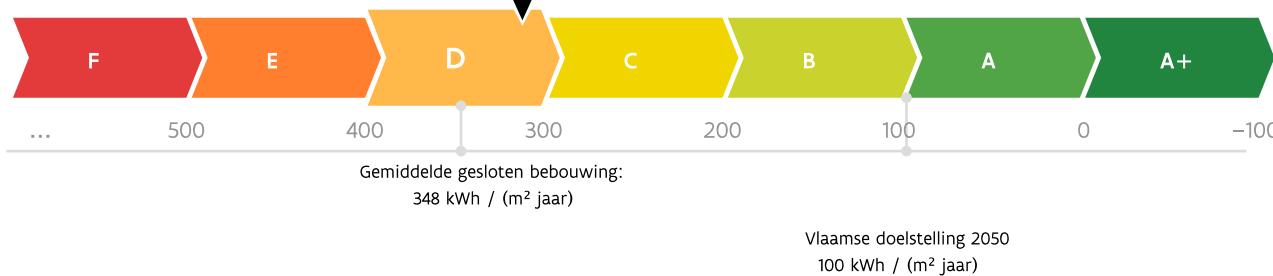 F E D C B A A+
... 500 400 300 200 100 0 −100
Gemiddelde gesloten bebouwing:
348 kWh / (m² jaar)
Vlaamse doelstelling 2050
100 kWh / (m² jaar)